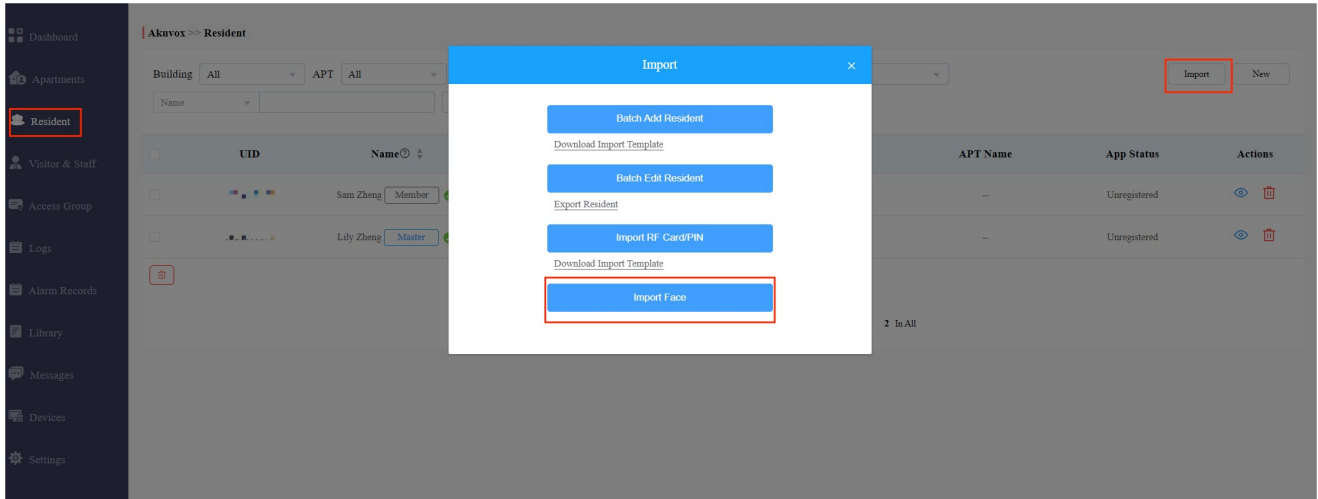 Dashboard
Apartments
Resident
Visitor & Staff
Access Group
Logs
Alarm Records
Library
Messages
Devices
Settings
Akuvox >> Resident
Building All APT All
Import New
Name
UID Name APT Name App Status Actions
Sam Zheng Member -- Unregistered
Lily Zheng Master -- Unregistered
2 In All
Import ×
Batch Add Resident
Download Import Template
Batch Edit Resident
Export Resident
Import RF Card/PIN
Download Import Template
Import Face